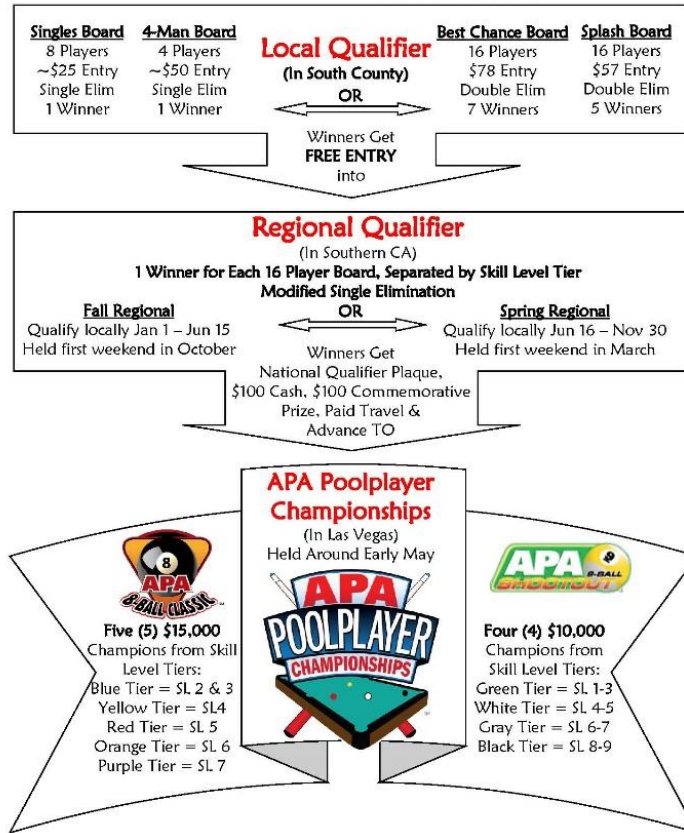 Singles Board
8 Players
~$25 Entry
Single Elim
1 Winner
4-Man Board
4 Players
~$50 Entry
Single Elim
1 Winner
Local Qualifier
(In South County)
OR
Best Chance Board
16 Players
$78 Entry
Double Elim
7 Winners
Splash Board
16 Players
$57 Entry
Double Elim
5 Winners
Winners Get
FREE ENTRY
into
Regional Qualifier
(In Southern CA)
1 Winner for Each 16 Player Board, Separated by Skill Level Tier
Modified Single Elimination
Fall Regional
Qualify locally Jan 1 – Jun 15
Held first weekend in October
OR
Spring Regional
Qualify locally Jun 16 – Nov 30
Held first weekend in March
Winners Get
National Qualifier Plaque,
$100 Cash, $100 Commemorative
Prize, Paid Travel &
Advance TO
APA Poolplayer
Championships
(In Las Vegas)
Held Around Early May
APA
POOLPLAYER
CHAMPIONSHIPS
8
APA
8-BALL CLASSIC
Five (5) $15,000
Champions from Skill
Level Tiers:
Blue Tier = SL 2 & 3
Yellow Tier = SL4
Red Tier = SL 5
Orange Tier = SL 6
Purple Tier = SL 7
APA
9
9-BALL
SHOOTOUT
Four (4) $10,000
Champions from
Skill Level Tiers:
Green Tier = SL 1-3
White Tier = SL 4-5
Gray Tier = SL 6-7
Black Tier = SL 8-9